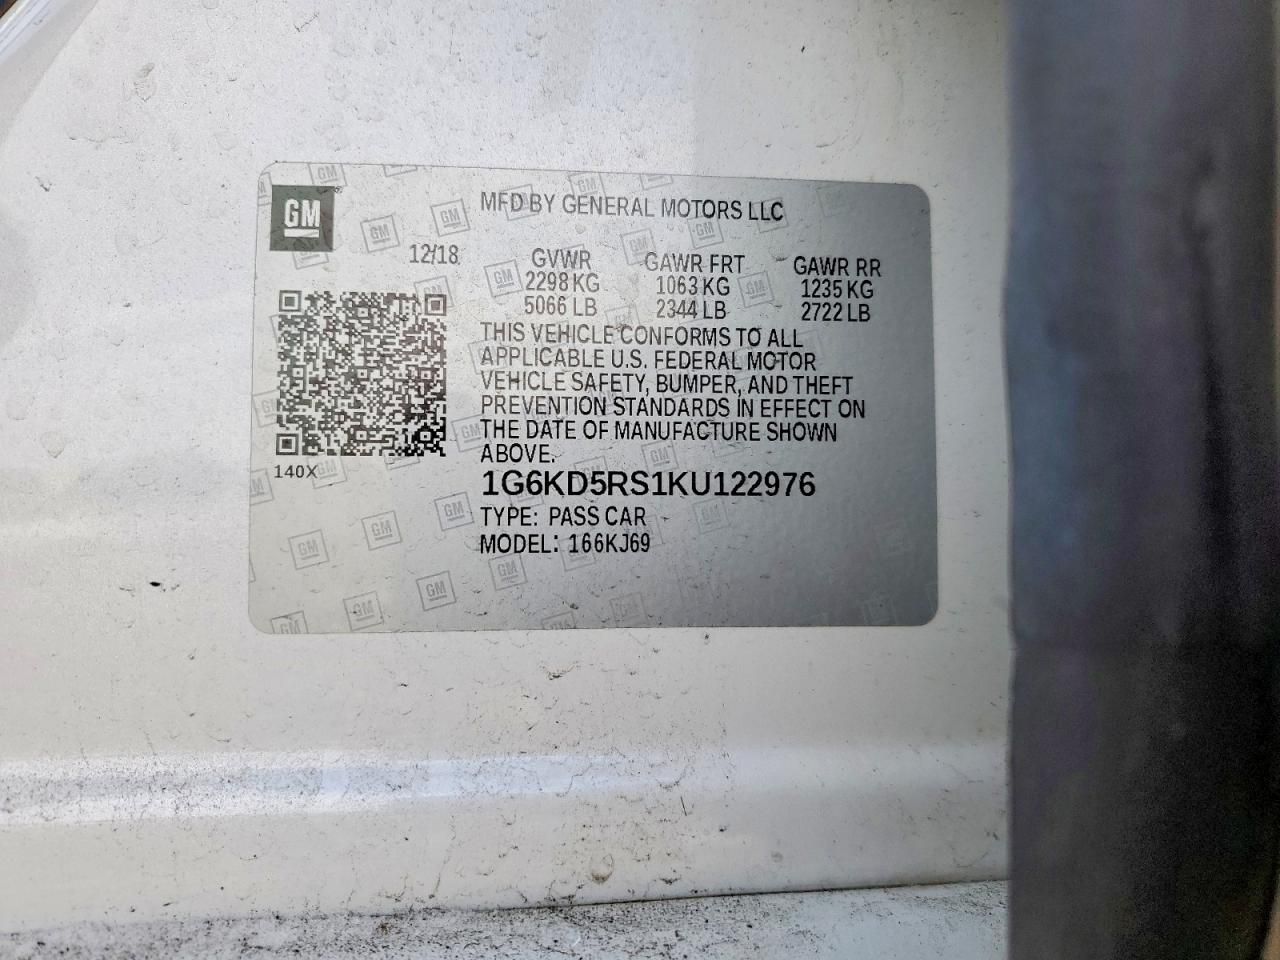 GM
MFD BY GENERAL MOTORS LLC
12/18
GVWR GAWR FRT GAWR RR
2298 KG 1063 KG 1235 KG
5066 LB 2344 LB 2722 LB
THIS VEHICLE CONFORMS TO ALL
APPLICABLE U.S. FEDERAL MOTOR
VEHICLE SAFETY, BUMPER, AND THEFT
PREVENTION STANDARDS IN EFFECT ON
THE DATE OF MANUFACTURE SHOWN
ABOVE.
140X
1G6KD5RS1KU122976
TYPE: PASS CAR
MODEL: 166KJ69